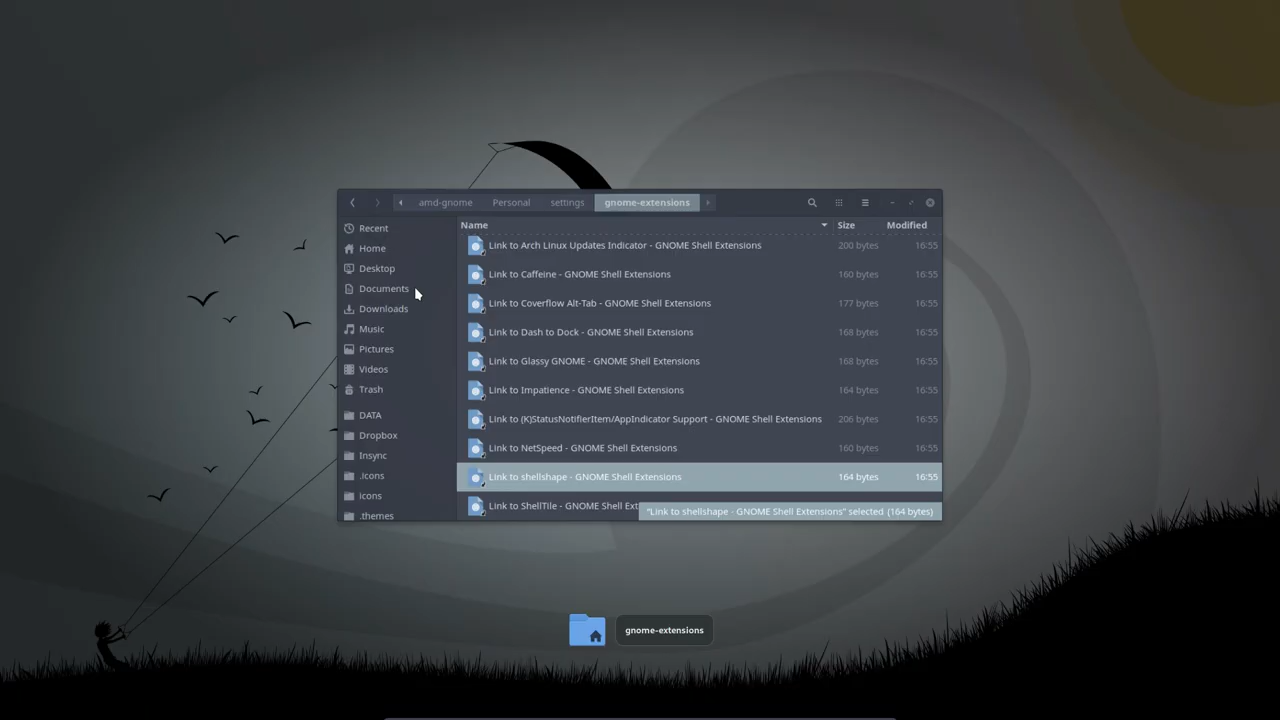 amd-gnome Personal settings gnome-extensions
Recent
Home
Desktop
Documents
Downloads
Music
Pictures
Videos
Trash
DATA
Dropbox
Insync
.icons
icons
.themes
Name Size Modified
Link to Arch Linux Updates Indicator - GNOME Shell Extensions 200 bytes 16:55
Link to Caffeine - GNOME Shell Extensions 160 bytes 16:55
Link to Coverflow Alt-Tab - GNOME Shell Extensions 177 bytes 16:55
Link to Dash to Dock - GNOME Shell Extensions 168 bytes 16:55
Link to Glassy GNOME - GNOME Shell Extensions 168 bytes 16:55
Link to Impatience - GNOME Shell Extensions 164 bytes 16:55
Link to (K)StatusNotifierItem/AppIndicator Support - GNOME Shell Extensions 206 bytes 16:55
Link to NetSpeed - GNOME Shell Extensions 160 bytes 16:55
Link to shellshape - GNOME Shell Extensions 164 bytes 16:55
Link to ShellTile - GNOME Shell Ext
"Link to shellshape - GNOME Shell Extensions" selected (164 bytes)
gnome-extensions